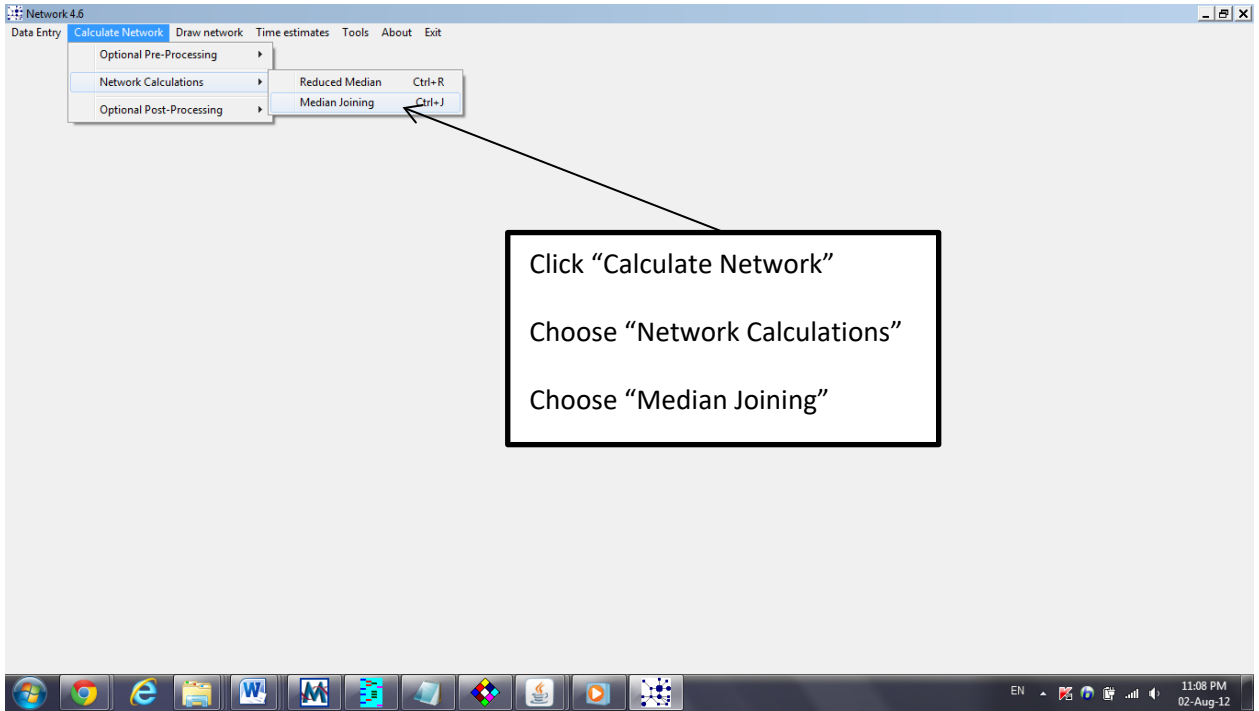 Network 4.6
Data Entry Calculate Network Draw network Time estimates Tools About Exit
Optional Pre-Processing
Network Calculations
Optional Post-Processing
Reduced Median Ctrl+R
Median Joining Ctrl+J
Click “Calculate Network”
Choose “Network Calculations”
Choose “Median Joining”
EN
11:08 PM
02-Aug-12